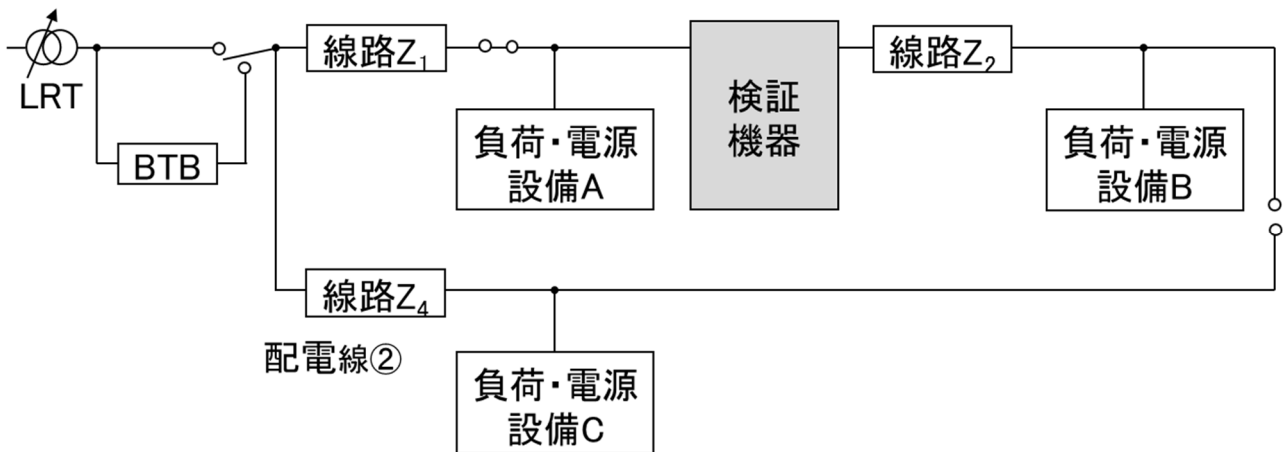 LRT
BTB
線路Z₁
負荷・電源
設備A
検証
機器
線路Z₂
負荷・電源
設備B
線路Z₄
配電線②
負荷・電源
設備C